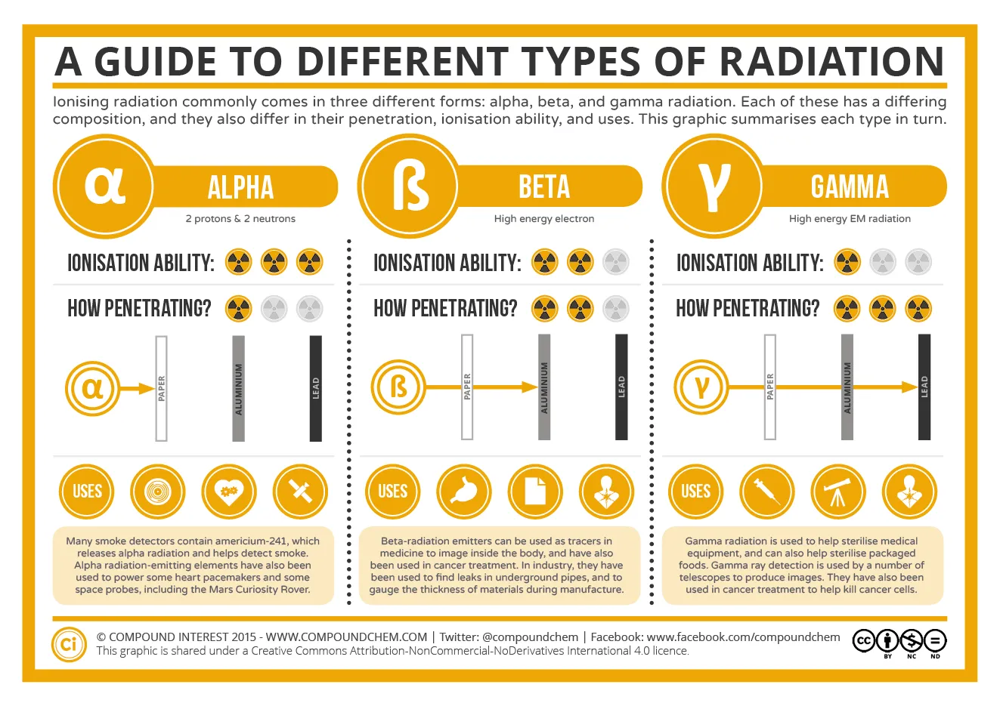 A GUIDE TO DIFFERENT TYPES OF RADIATION
Ionising radiation commonly comes in three different forms: alpha, beta, and gamma radiation. Each of these has a differing
composition, and they also differ in their penetration, ionisation ability, and uses. This graphic summarises each type in turn.
α
ALPHA
2 protons & 2 neutrons
IONISATION ABILITY:
HOW PENETRATING?
α
PAPER
ALUMINIUM
LEAD
USES
Many smoke detectors contain americium-241, which
releases alpha radiation and helps detect smoke.
Alpha radiation-emitting elements have also been
used to power some heart pacemakers and some
space probes, including the Mars Curiosity Rover.
ß
BETA
High energy electron
IONISATION ABILITY:
HOW PENETRATING?
ß
PAPER
ALUMINIUM
LEAD
USES
Beta-radiation emitters can be used as tracers in
medicine to image inside the body, and have also
been used in cancer treatment. In industry, they have
been used to find leaks in underground pipes, and to
gauge the thickness of materials during manufacture.
γ
GAMMA
High energy EM radiation
IONISATION ABILITY:
HOW PENETRATING?
γ
PAPER
ALUMINIUM
LEAD
USES
Gamma radiation is used to help sterilise medical
equipment, and can also help sterilise packaged
foods. Gamma ray detection is used by a number of
telescopes to produce images. They have also been
used in cancer treatment to help kill cancer cells.
Ci
© COMPOUND INTEREST 2015 - WWW.COMPOUNDCHEM.COM | Twitter: @compoundchem | Facebook: www.facebook.com/compoundchem
This graphic is shared under a Creative Commons Attribution-NonCommercial-NoDerivatives International 4.0 licence.
cc
BY NC ND